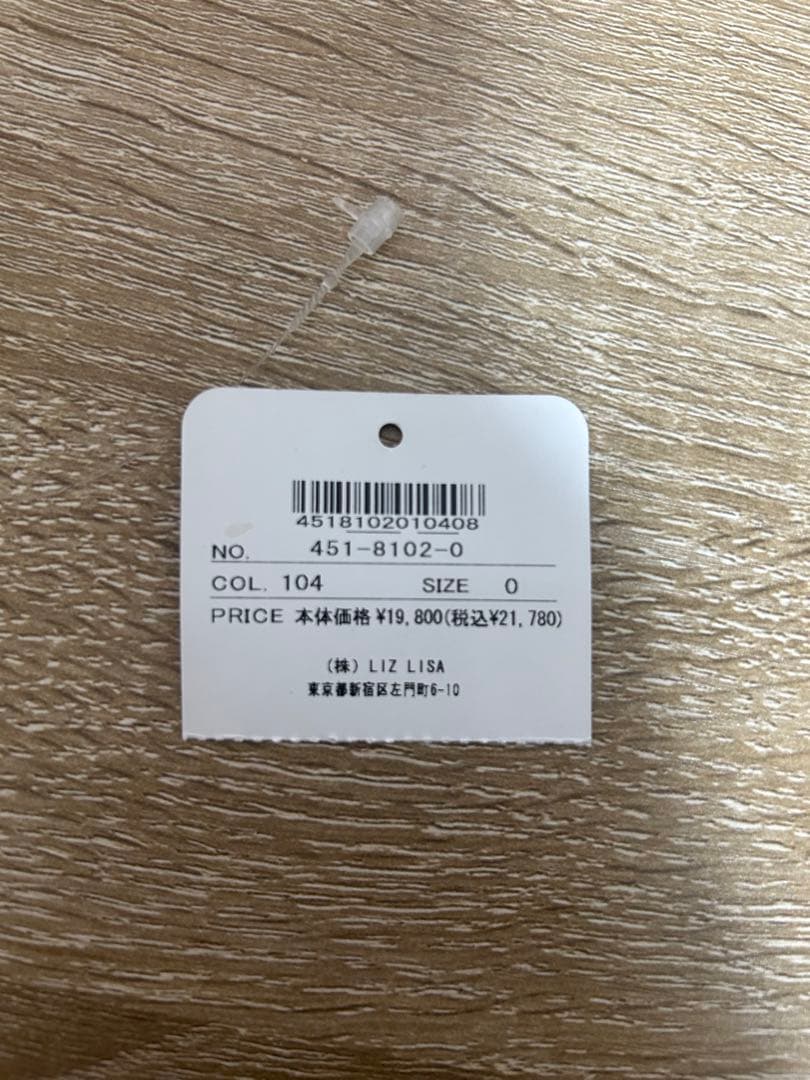 4518102010408
NO. 451-8102-0
COL. 104 SIZE 0
PRICE 本体価格 ¥19,800(税込¥21,780)
(株) LIZ LISA
東京都新宿区左門町6-10